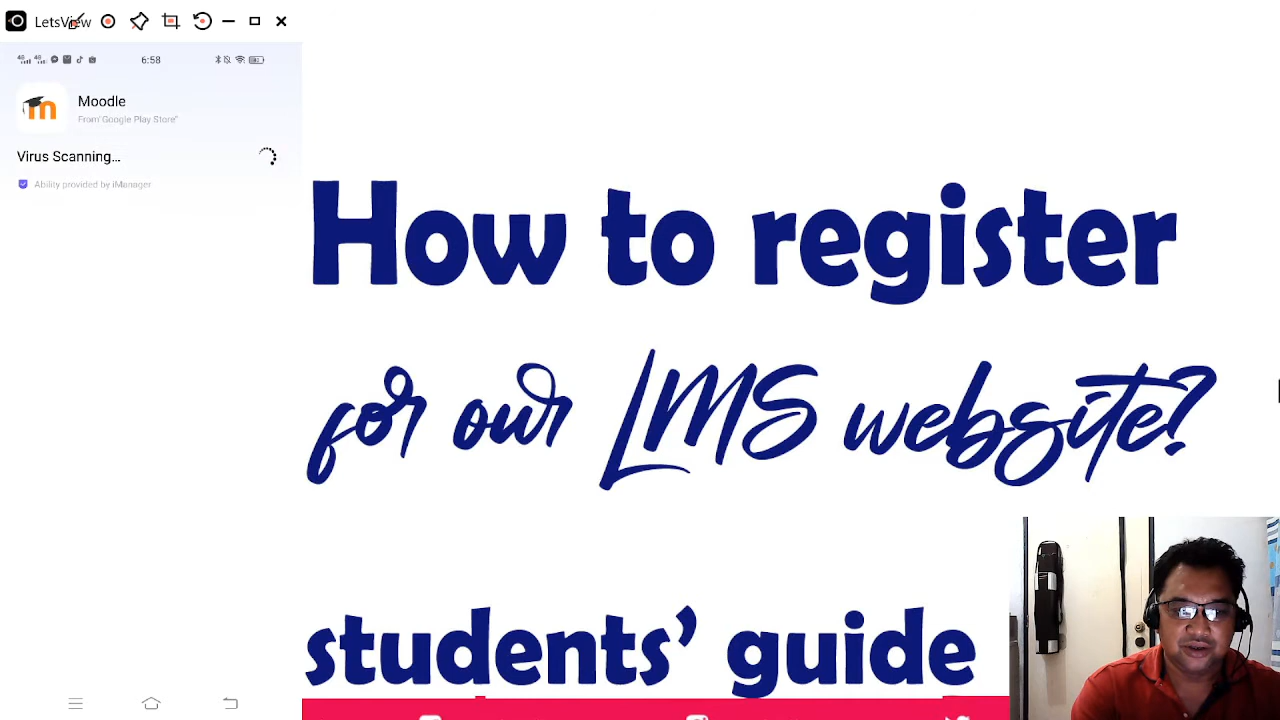 LetsView
6:58
Moodle
From"Google Play Store"
Virus Scanning...
Ability provided by iManager
How to register
for our LMS website?
students' guide